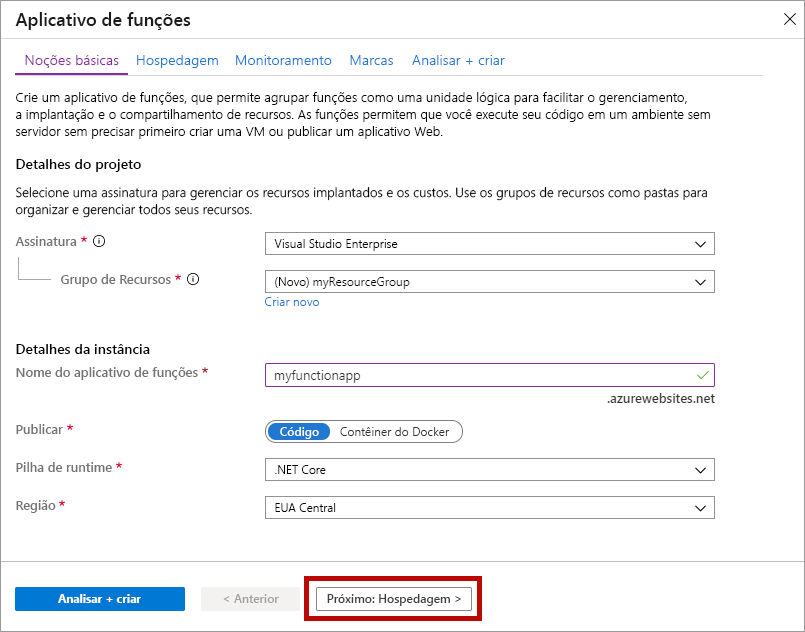 Aplicativo de funções
Noções básicas Hospedagem Monitoramento Marcas Analisar + criar
Crie um aplicativo de funções, que permite agrupar funções como uma unidade lógica para facilitar o gerenciamento,
a implantação e o compartilhamento de recursos. As funções permitem que você execute seu código em um ambiente sem
servidor sem precisar primeiro criar uma VM ou publicar um aplicativo Web.
Detalhes do projeto
Selecione uma assinatura para gerenciar os recursos implantados e os custos. Use os grupos de recursos como pastas para
organizar e gerenciar todos seus recursos.
Assinatura * Visual Studio Enterprise
Grupo de Recursos * (Novo) myResourceGroup
Criar novo
Detalhes da instância
Nome do aplicativo de funções * myfunctionapp
.azurewebsites.net
Publicar * Código Contêiner do Docker
Pilha de runtime * .NET Core
Região * EUA Central
Analisar + criar < Anterior Próximo: Hospedagem >